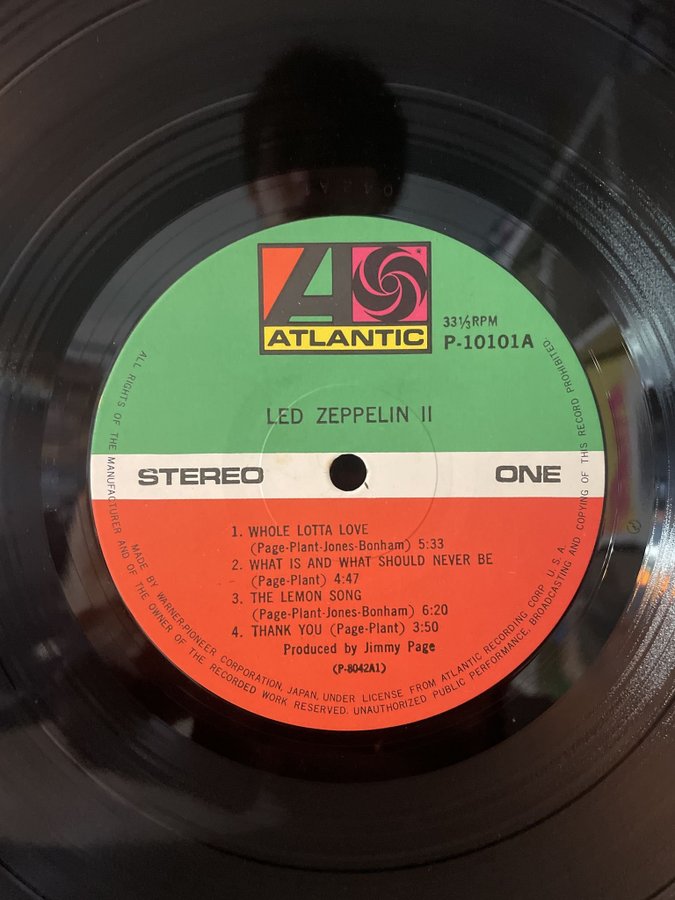 ATLANTIC
33⅓RPM
P-10101A
LED ZEPPELIN II
STEREO
ONE
1. WHOLE LOTTA LOVE
(Page-Plant-Jones-Bonham) 5:33
2. WHAT IS AND WHAT SHOULD NEVER BE
(Page-Plant) 4:47
3. THE LEMON SONG
(Page-Plant-Jones-Bonham) 6:20
4. THANK YOU (Page-Plant) 3:50
Produced by Jimmy Page
(P-8042A1)
MADE BY WARNER-PIONEER CORPORATION, JAPAN, UNDER LICENSE FROM ATLANTIC RECORDING CORP. U.S.A.
ALL RIGHTS OF THE MANUFACTURER AND OF THE OWNER OF THE RECORDED WORK RESERVED. UNAUTHORIZED PUBLIC PERFORMANCE, BROADCASTING AND COPYING OF THIS RECORD PROHIBITED.